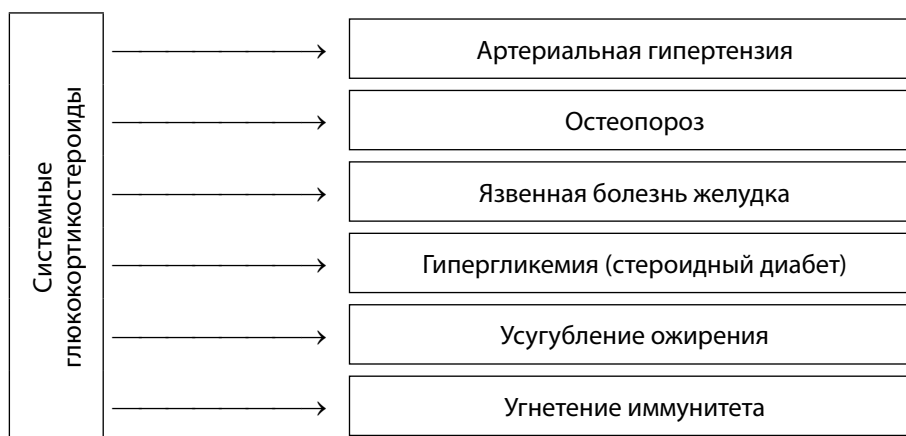 Системные
глюкокортикостероиды
Артериальная гипертензия
Остеопороз
Язвенная болезнь желудка
Гипергликемия (стероидный диабет)
Усугубление ожирения
Угнетение иммунитета